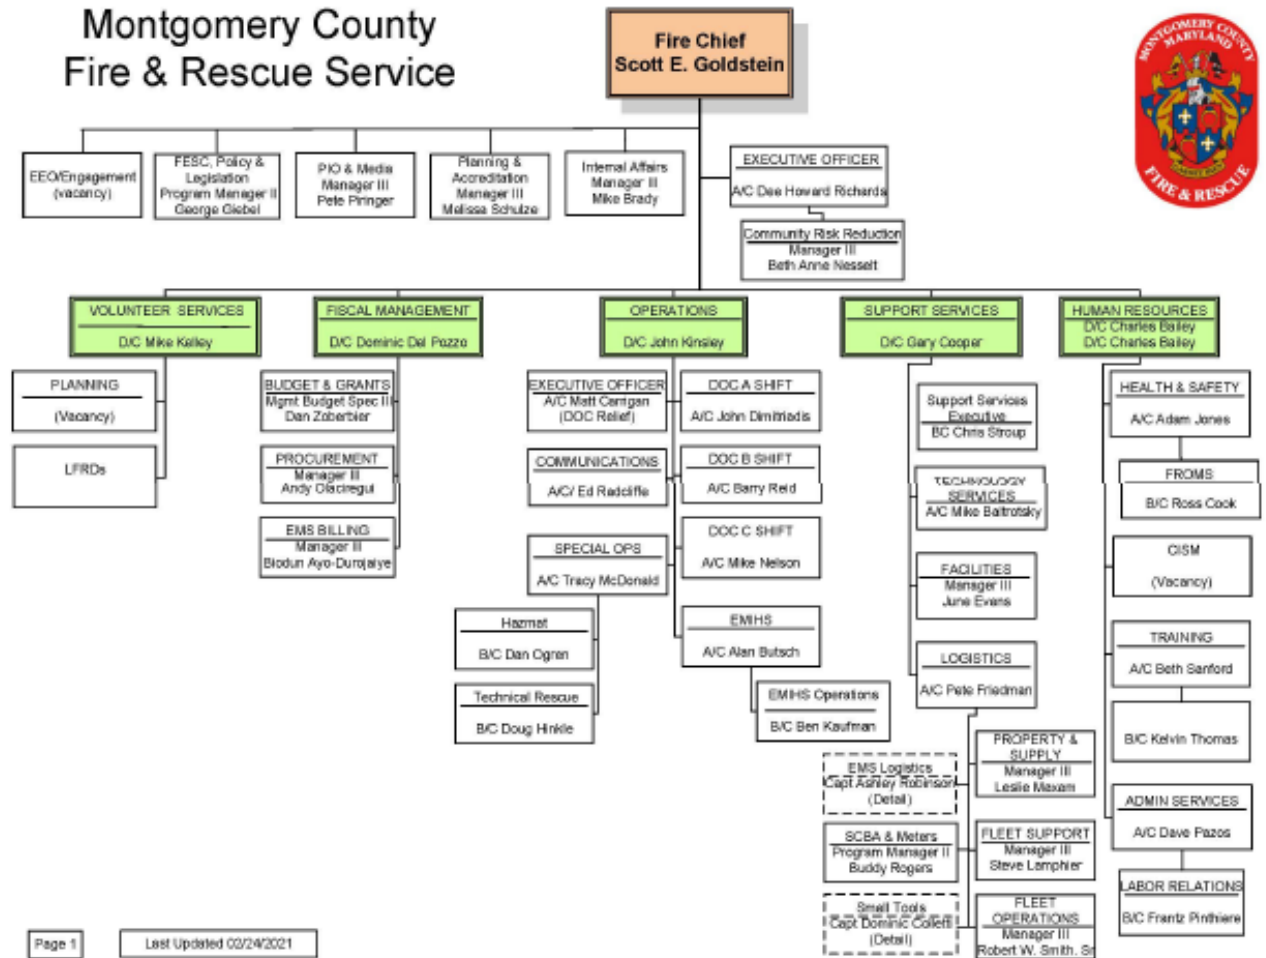 Montgomery County
Fire & Rescue Service
Fire Chief
Scott E. Goldstein
MONTGOMERY COUNTY
MARYLAND
FIRE & RESCUE
EEO/Engagement
(vacancy)
FESC, Policy &
Legislation
Program Manager II
George Giebel
PIO & Media
Manager III
Pete Piringer
Planning &
Accreditation
Manager III
Melissa Schulze
Internal Affairs
Manager II
Mike Brady
EXECUTIVE OFFICER
A/C Dee Howard Richards
Community Risk Reduction
Manager III
Beth Anne Nesselt
VOLUNTEER SERVICES
D/C Mike Kelley
FISCAL MANAGEMENT
D/C Dominic Del Pozzo
OPERATIONS
D/C John Kinsley
SUPPORT SERVICES
D/C Gary Cooper
HUMAN RESOURCES
D/C Charles Bailey
D/C Charles Bailey
PLANNING
(Vacancy)
LFRDs
BUDGET & GRANTS
Mgmt Budget Spec III
Dan Zoberbier
PROCUREMENT
Manager III
Andy Olaciregui
EMS BILLING
Manager II
Biodun Ayo-Durojaiye
EXECUTIVE OFFICER
A/C Matt Carrigan
(DOC Relief)
COMMUNICATIONS
A/C/ Ed Radcliffe
SPECIAL OPS
A/C Tracy McDonald
Hazmat
B/C Dan Ogren
Technical Rescue
B/C Doug Hinkle
DOC A SHIFT
A/C John Dimitriadis
DOC B SHIFT
A/C Barry Reid
DOC C SHIFT
A/C Mike Nelson
EMIHS
A/C Alan Butsch
EMIHS Operations
B/C Ben Kaufman
Support Services
Executive
BC Chris Stroup
TECHNOLOGY
SERVICES
A/C Mike Baltrotsky
FACILITIES
Manager III
June Evans
LOGISTICS
A/C Pete Friedman
EMS Logistics
Capt Ashley Robinson
(Detail)
SCBA & Meters
Program Manager II
Buddy Rogers
Small Tools
Capt Dominic Coletti
(Detail)
PROPERTY &
SUPPLY
Manager III
Leslie Maxam
FLEET SUPPORT
Manager III
Steve Lamphier
FLEET
OPERATIONS
Manager III
Robert W. Smith, Sr
HEALTH & SAFETY
A/C Adam Jones
FROMS
B/C Ross Cook
CISM
(Vacancy)
TRAINING
A/C Beth Sanford
B/C Kelvin Thomas
ADMIN SERVICES
A/C Dave Pazos
LABOR RELATIONS
B/C Frantz Pinthiere
Page 1
Last Updated 02/24/2021